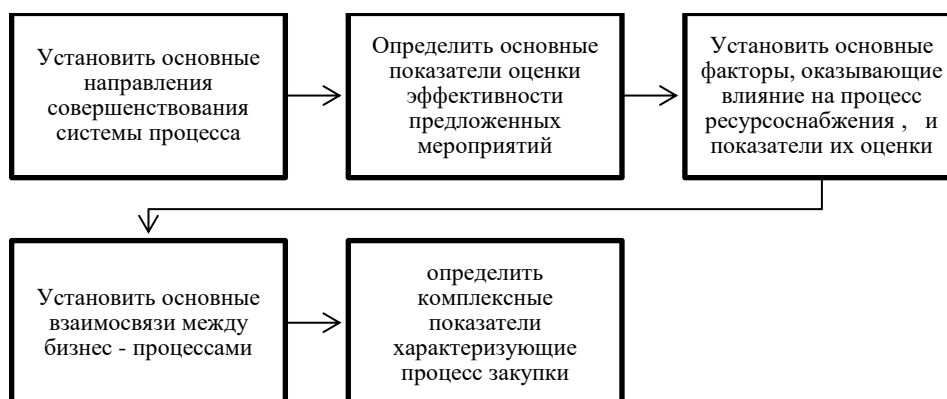 Установить основные
направления
совершенствования
системы процесса
Определить основные
показатели оценки
эффективности
предложенных
мероприятий
Установить основные
факторы, оказывающие
влияние на процесс
ресурсоснабжения , и
показатели их оценки
Установить основные
взаимосвязи между
бизнес - процессами
определить
комплексные
показатели
характеризующие
процесс закупки